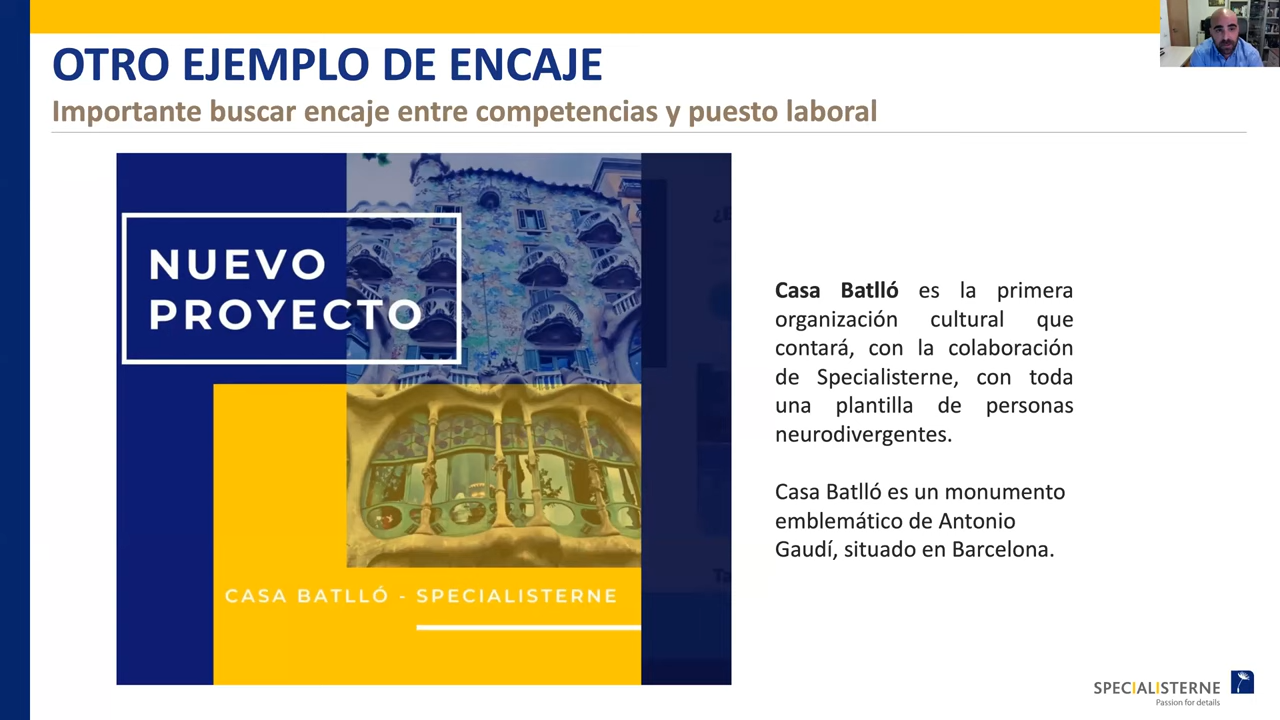 OTRO EJEMPLO DE ENCAJE
Importante buscar encaje entre competencias y puesto laboral
NUEVO
PROYECTO
CASA BATLLÓ - SPECIALISTERNE
Casa Batlló es la primera
organización cultural que
contará, con la colaboración
de Specialisterne, con toda
una plantilla de personas
neurodivergentes.
Casa Batlló es un monumento
emblemático de Antonio
Gaudí, situado en Barcelona.
SPECIALISTERNE
Passion for details